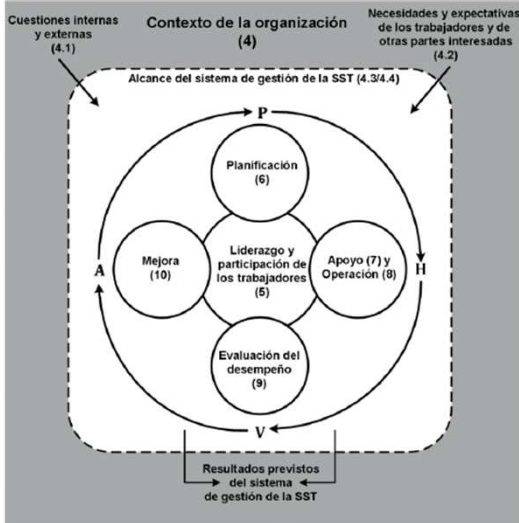 Cuestiones internas
y externas
(4.1)
Contexto de la organización
(4)
Necesidades y expectativas
de los trabajadores y de
otras partes interesadas
(4.2)
Alcance del sistema de gestión de la SST (4.3/4.4)
P
Planificación
(6)
A
Mejora
(10)
Liderazgo y
participación de
los trabajadores
(5)
Apoyo (7) y
Operación (8)
H
Evaluación del
desempeño
(9)
V
Resultados previstos
del sistema
de gestión de la SST